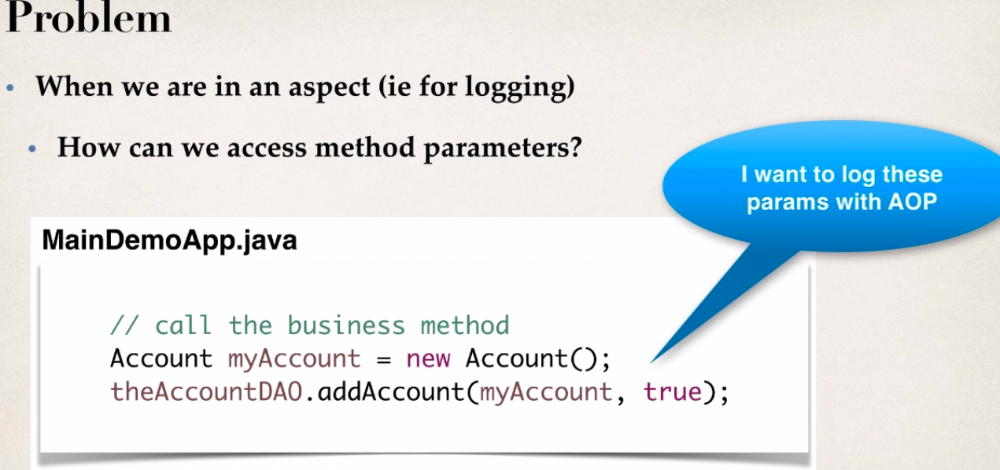 Problem
• When we are in an aspect (ie for logging)
• How can we access method parameters?
I want to log these
params with AOP
MainDemoApp.java
// call the business method
Account myAccount = new Account();
theAccountDAO.addAccount(myAccount, true);